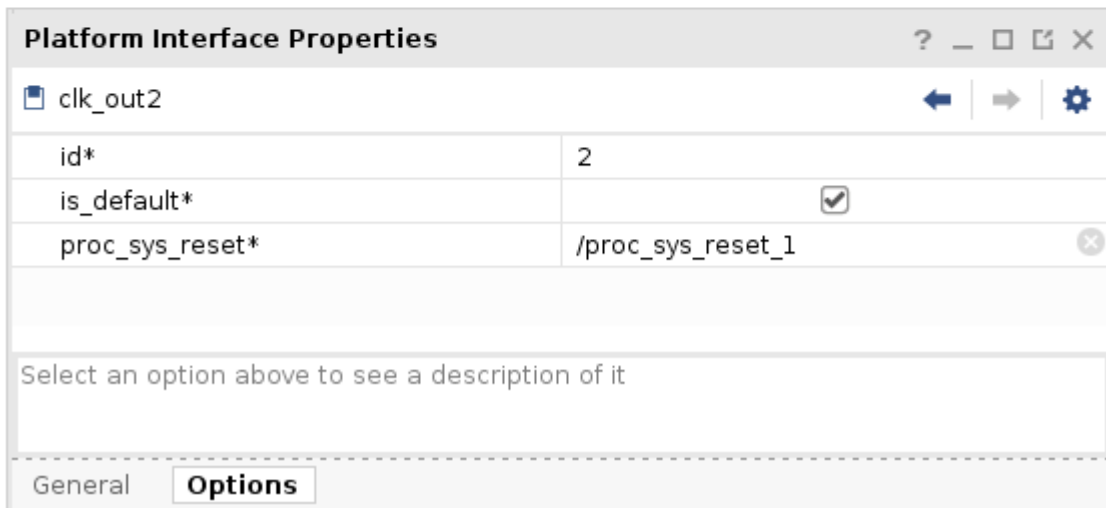 Platform Interface Properties ?
clk_out2
id* 2
is_default*
proc_sys_reset* /proc_sys_reset_1
Select an option above to see a description of it
General Options